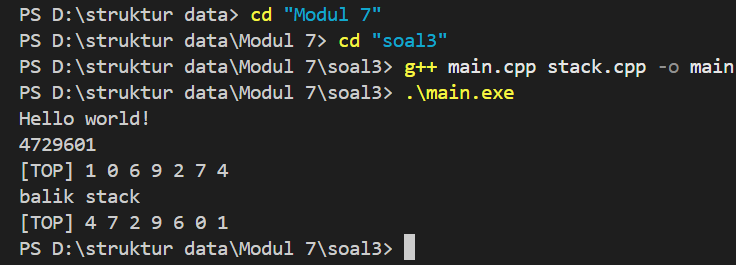 PS D:\struktur data> cd "Modul 7"
PS D:\struktur data\Modul 7> cd "soal3"
PS D:\struktur data\Modul 7\soal3> g++ main.cpp stack.cpp -o main
PS D:\struktur data\Modul 7\soal3> .\main.exe
Hello world!
4729601
[TOP] 1 0 6 9 2 7 4
balik stack
[TOP] 4 7 2 9 6 0 1
PS D:\struktur data\Modul 7\soal3>